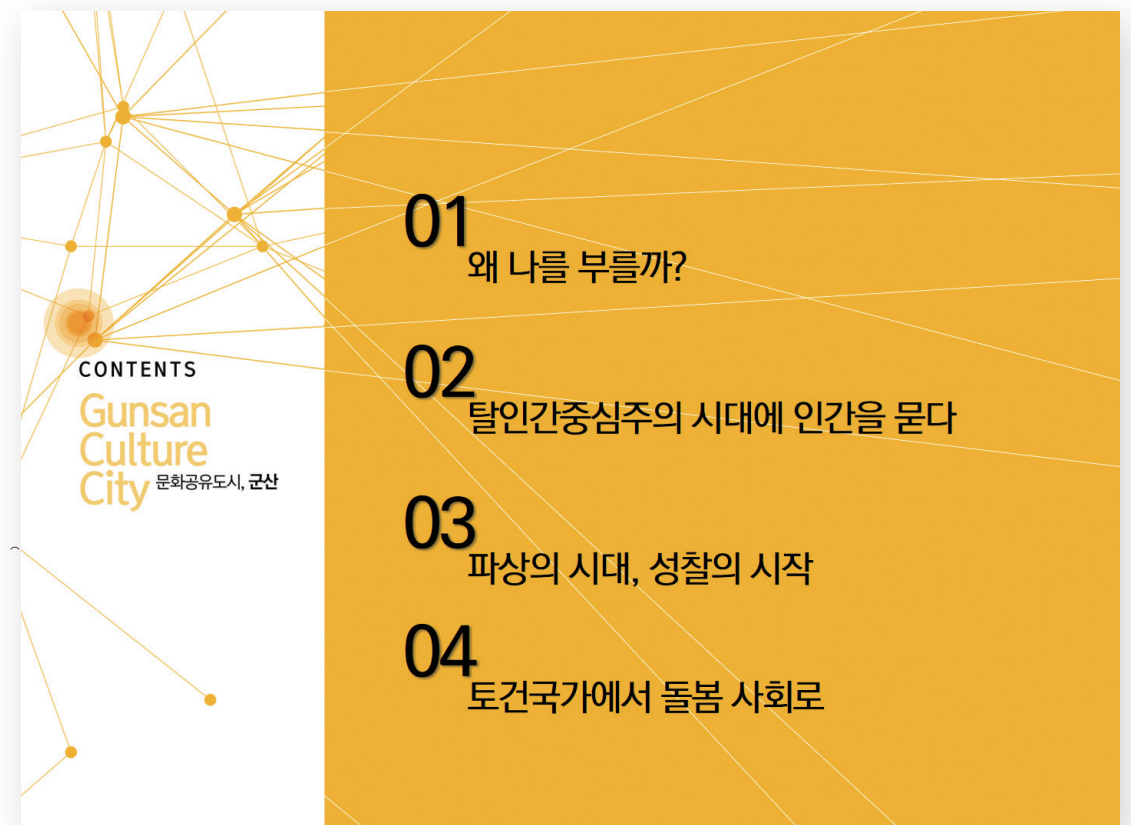 CONTENTS
Gunsan
Culture
City 문화공유도시, 군산
01
왜 나를 부를까?
02
탈인간중심주의 시대에 인간을 묻다
03
파상의 시대, 성찰의 시작
04
토건국가에서 돌봄 사회로